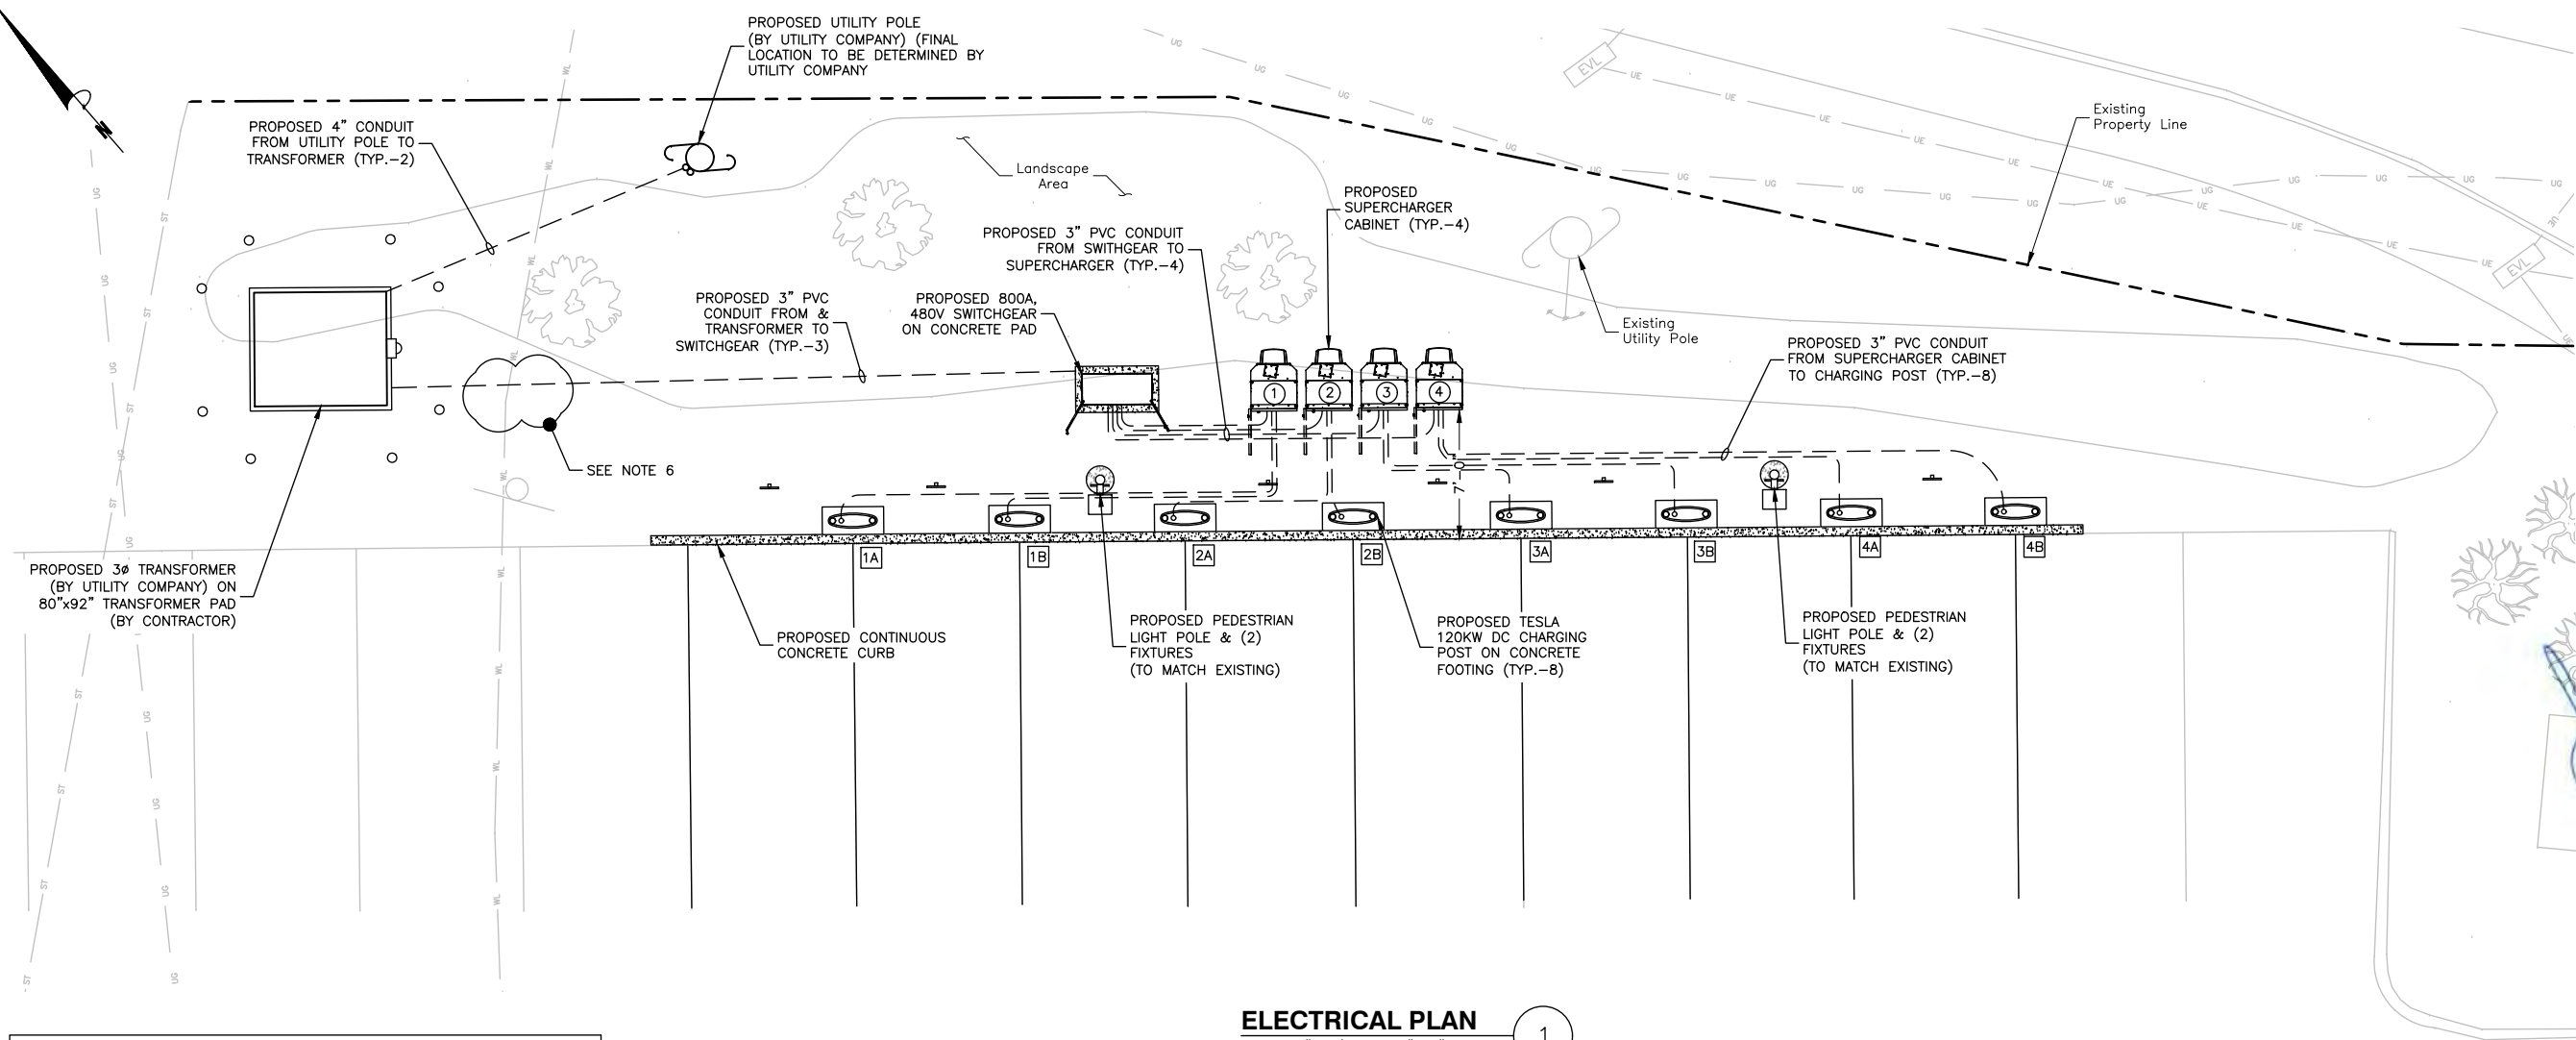 PROPOSED UTILITY POLE
(BY UTILITY COMPANY) (FINAL
LOCATION TO BE DETERMINED BY
UTILITY COMPANY
N
PROPOSED 4" CONDUIT
FROM UTILITY POLE TO
TRANSFORMER (TYP.-2)
Landscape
Area
EVL
Existing
Property Line
PROPOSED
SUPERCHARGER
CABINET (TYP.-4)
PROPOSED 3" PVC CONDUIT
FROM SWITHGEAR TO
SUPERCHARGER (TYP.-4)
EVL
PROPOSED 3" PVC
CONDUIT FROM &
TRANSFORMER TO
SWITCHGEAR (TYP.-3)
PROPOSED 800A,
480V SWITCHGEAR
ON CONCRETE PAD
Existing
Utility Pole
PROPOSED 3" PVC CONDUIT
FROM SUPERCHARGER CABINET
TO CHARGING POST (TYP.-8)
1
2
3
4
SEE NOTE 6
7'
1A
1B
2A
2B
3A
3B
4A
4B
PROPOSED 3ø TRANSFORMER
(BY UTILITY COMPANY) ON
80"x92" TRANSFORMER PAD
(BY CONTRACTOR)
PROPOSED CONTINUOUS
CONCRETE CURB
PROPOSED PEDESTRIAN
LIGHT POLE & (2)
FIXTURES
(TO MATCH EXISTING)
PROPOSED TESLA
120KW DC CHARGING
POST ON CONCRETE
FOOTING (TYP.-8)
PROPOSED PEDESTRIAN
LIGHT POLE & (2)
FIXTURES
(TO MATCH EXISTING)
UG
UE
WL
ST
ELECTRICAL PLAN
1